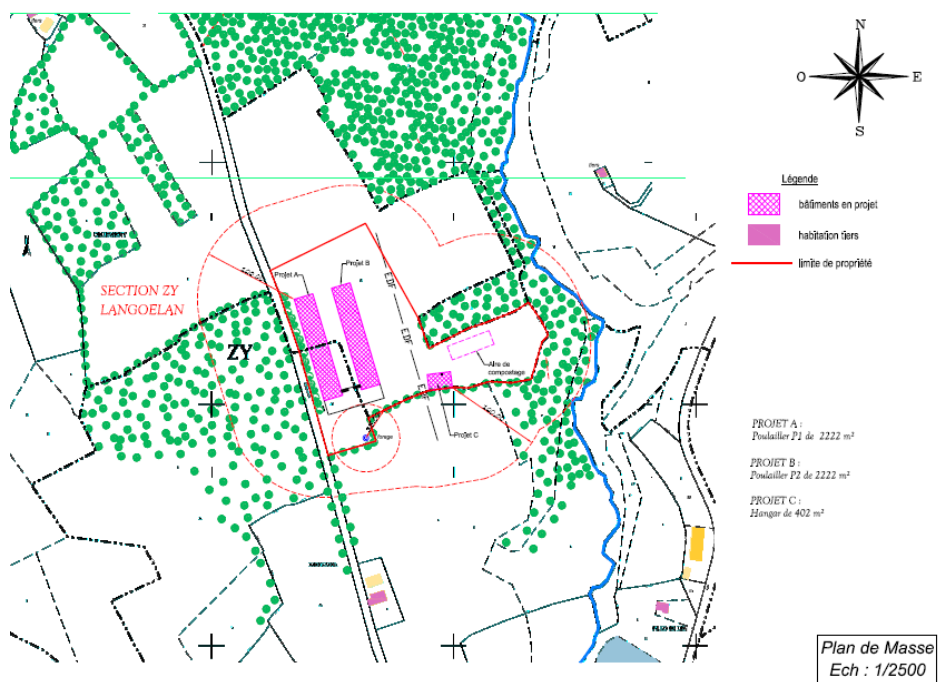 N
O
E
S
Légende
bâtiments en projet
habitation tiers
limite de propriété
tiers
SECTION ZY
LANGOELAN
Projet A
Projet B
EDF
EDF
ZY
Aire de
compostage
Projet C
forage
PROJET A :
Poulailler P1 de 2222 m²
PROJET B :
Poulailler P2 de 2222 m²
PROJET C :
Hangar de 402 m²
Plan de Masse
Ech : 1/2500